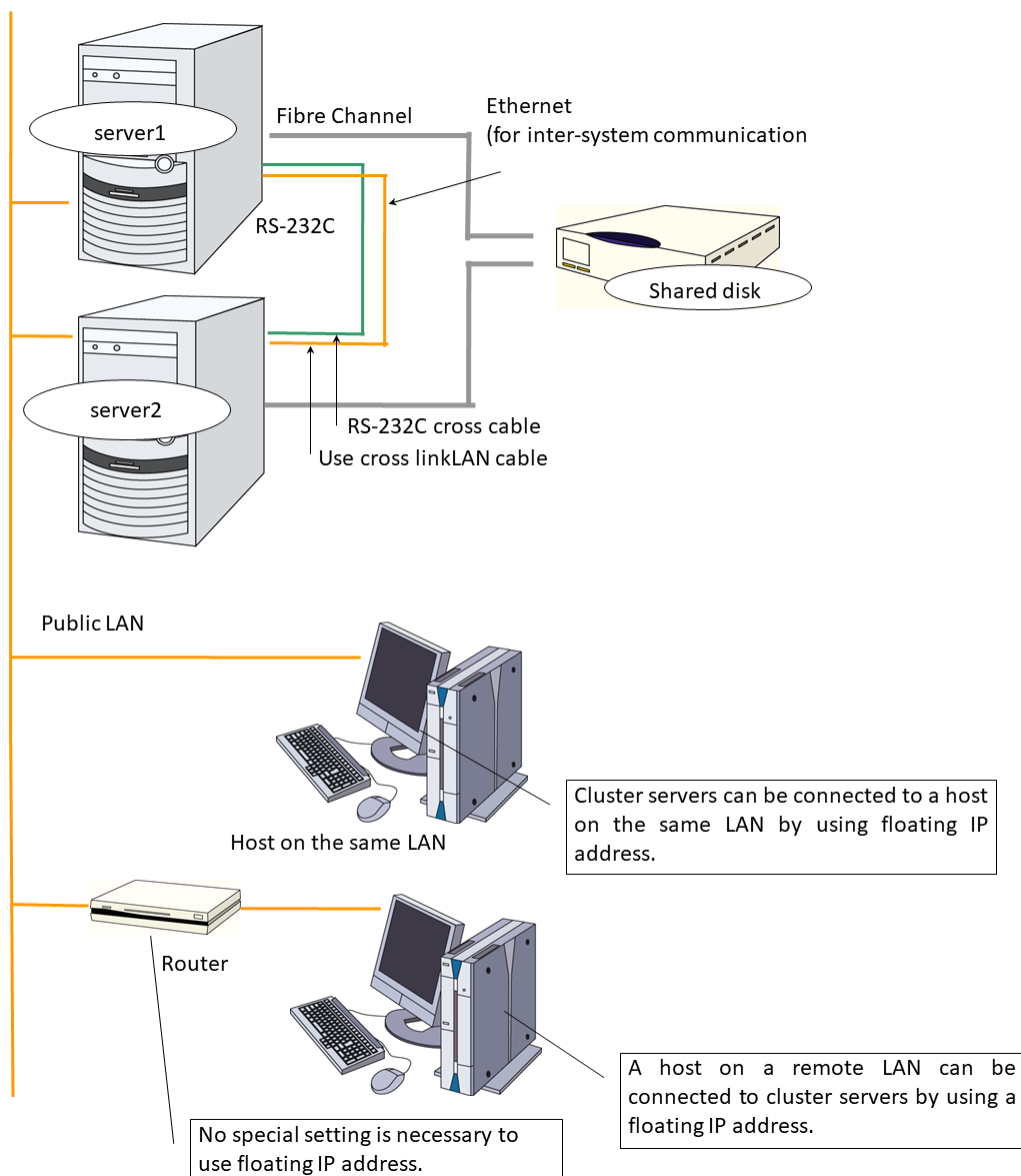 server1
Fibre Channel
Ethernet
(for inter-system communication
RS-232C
Shared disk
server2
RS-232C cross cable
Use cross linkLAN cable
Public LAN
Host on the same LAN
Cluster servers can be connected to a host
on the same LAN by using floating IP
address.
Router
A host on a remote LAN can be
connected to cluster servers by using a
floating IP address.
No special setting is necessary to
use floating IP address.